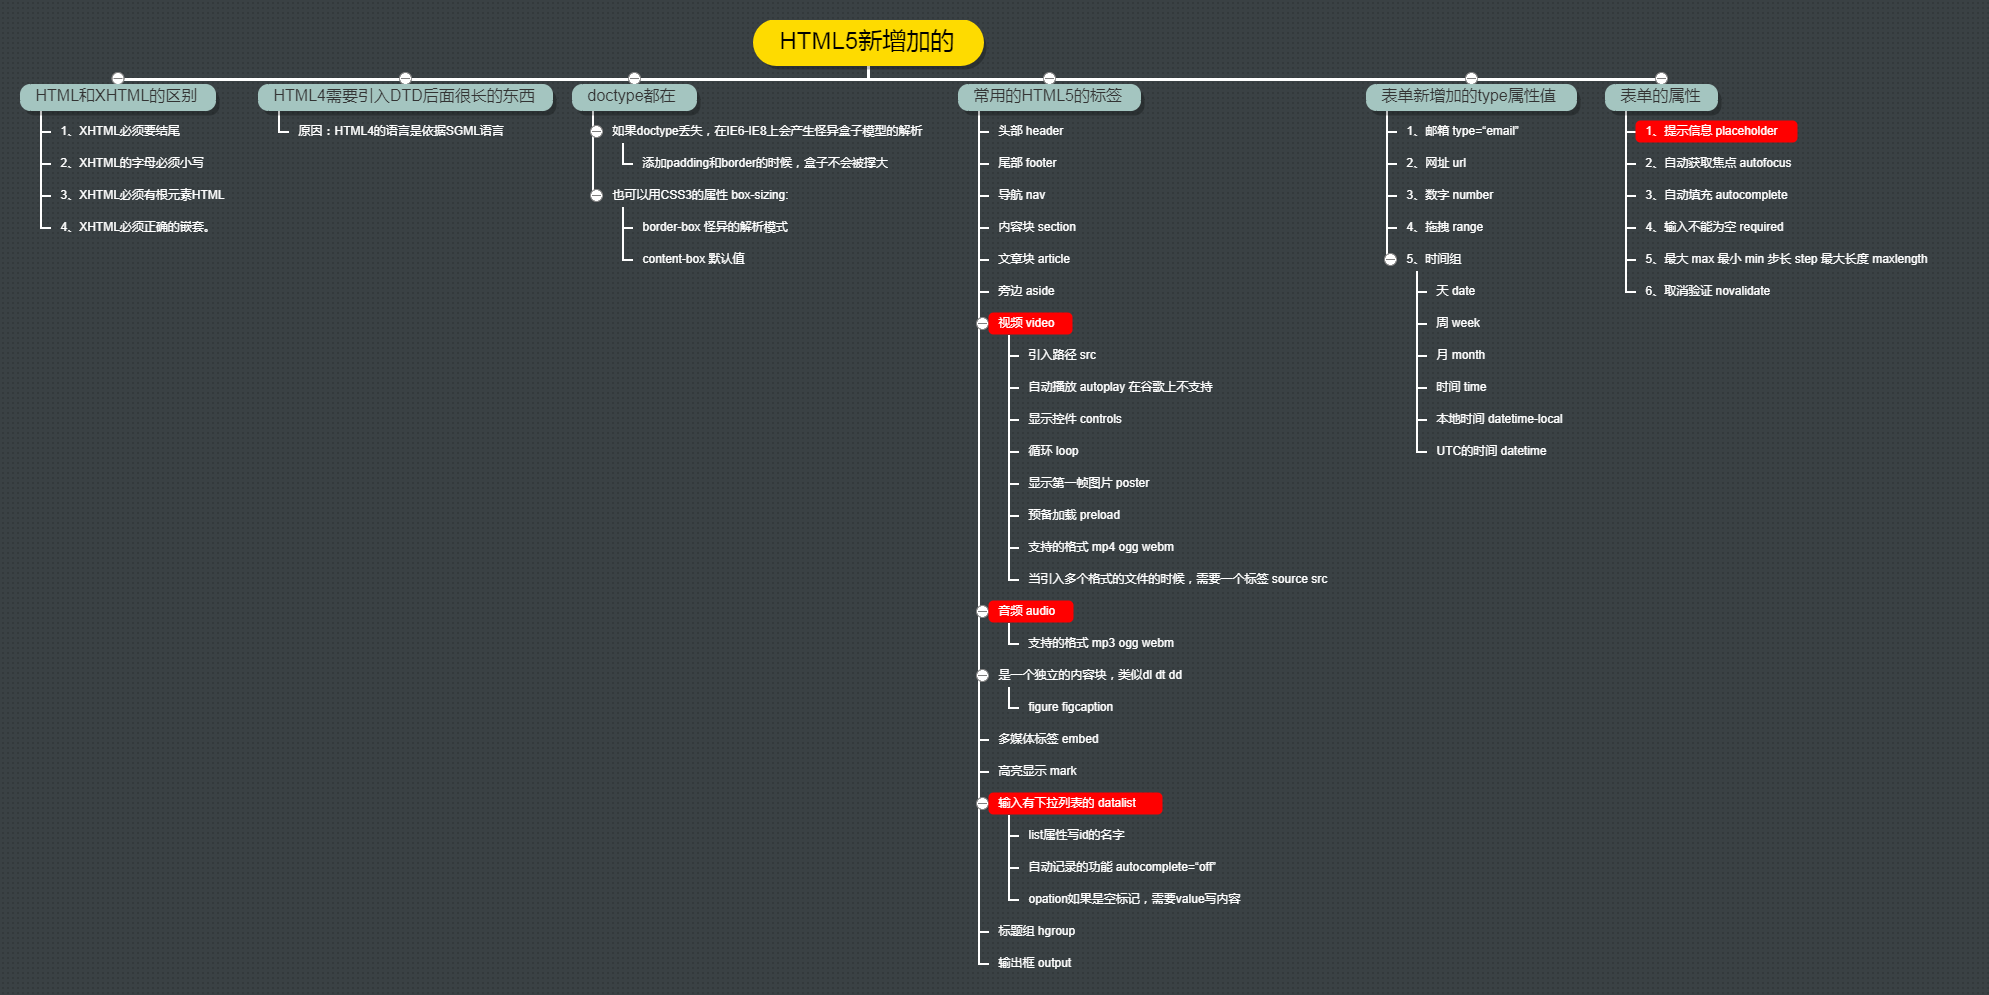 HTML5新增加的
HTML和XHTML的区别
1、XHTML必须要结尾
2、XHTML的字母必须小写
3、XHTML必须有根元素HTML
4、XHTML必须正确的嵌套。
HTML4需要引入DTD后面很长的东西
原因：HTML4的语言是依据SGML语言
doctype都在
如果doctype丢失，在IE6-IE8上会产生怪异盒子模型的解析
添加padding和border的时候，盒子不会被撑大
也可以用CSS3的属性 box-sizing:
border-box 怪异的解析模式
content-box 默认值
常用的HTML5的标签
头部 header
尾部 footer
导航 nav
内容块 section
文章块 article
旁边 aside
视频 video
引入路径 src
自动播放 autoplay 在谷歌上不支持
显示控件 controls
循环 loop
显示第一帧图片 poster
预备加载 preload
支持的格式 mp4 ogg webm
当引入多个格式的文件的时候，需要一个标签 source src
音频 audio
支持的格式 mp3 ogg webm
是一个独立的内容块，类似dl dt dd
figure figcaption
多媒体标签 embed
高亮显示 mark
输入有下拉列表的 datalist
list属性写id的名字
自动记录的功能 autocomplete=“off”
opation如果是空标记，需要value写内容
标题组 hgroup
输出框 output
表单新增加的type属性值
1、邮箱 type=“email”
2、网址 url
3、数字 number
4、拖拽 range
5、时间组
天 date
周 week
月 month
时间 time
本地时间 datetime-local
UTC的时间 datetime
表单的属性
1、提示信息 placeholder
2、自动获取焦点 autofocus
3、自动填充 autocomplete
4、输入不能为空 required
5、最大 max 最小 min 步长 step 最大长度 maxlength
6、取消验证 novalidate